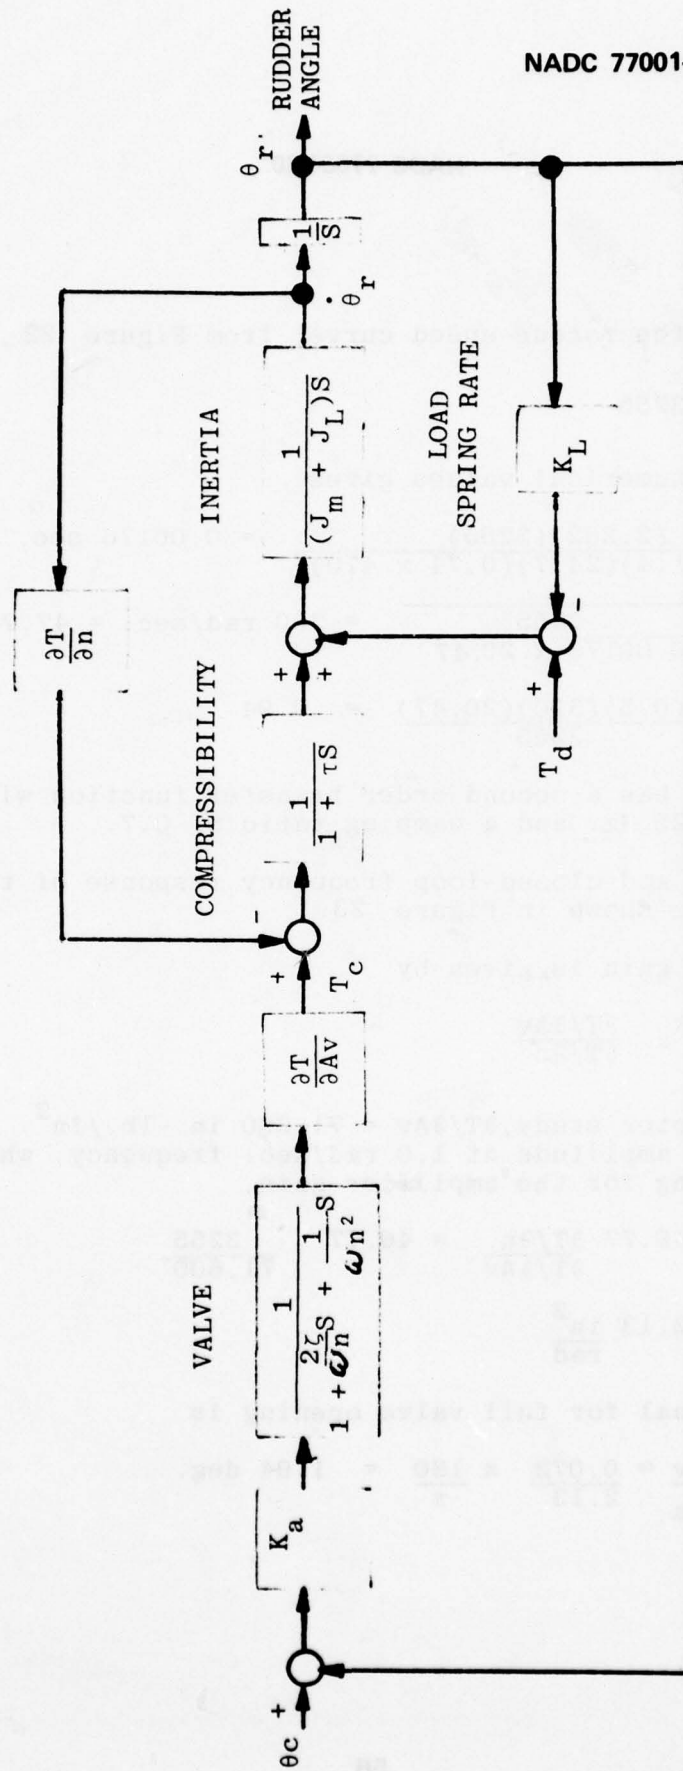 NADC 77001-
RUDDER
ANGLE
θr
1/S
θ̇r
INERTIA
1/(Jm + JL)S
LOAD
SPRING RATE
KL
∂T/∂n
COMPRESSIBILITY
1/1 + τS
+
+
-
+
Td
-
+
Tc
∂T/∂Av
VALVE
1/1 + 2ζ/ωn S + 1/ωn² S
Ka
+
θc